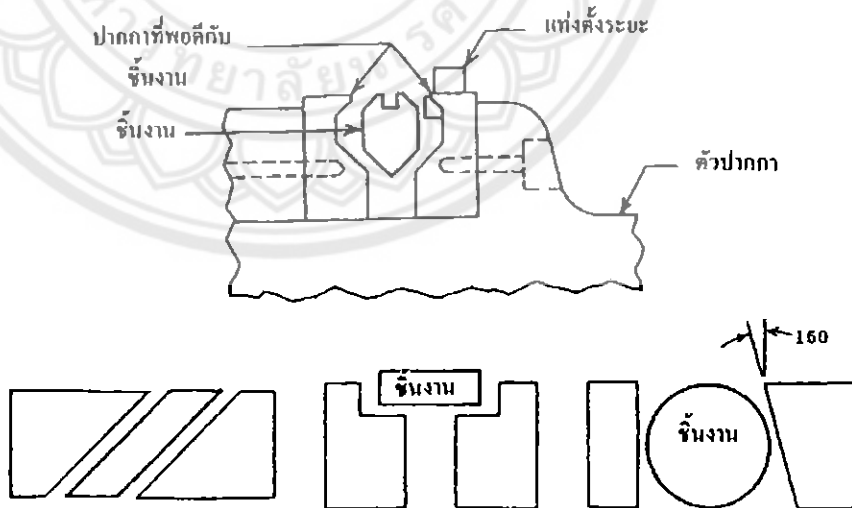 ปากกาที่พอดีกับ
ชิ้นงาน
แท่งตั้งระยะ
ชิ้นงาน
ตัวปากกา
160
ชิ้นงาน
ชิ้นงาน